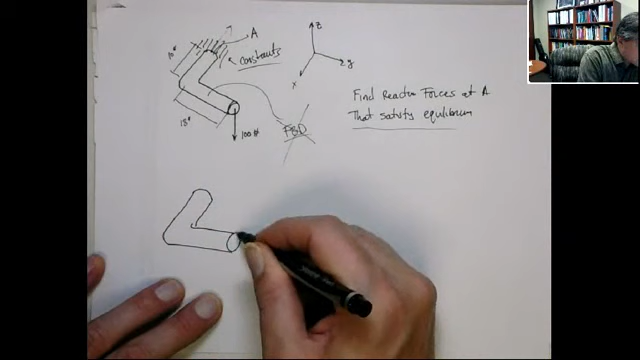 A
constraints
10"
18"
100#
FBD
z
y
x
Find Reaction Forces at A
That satisfy equilibrium